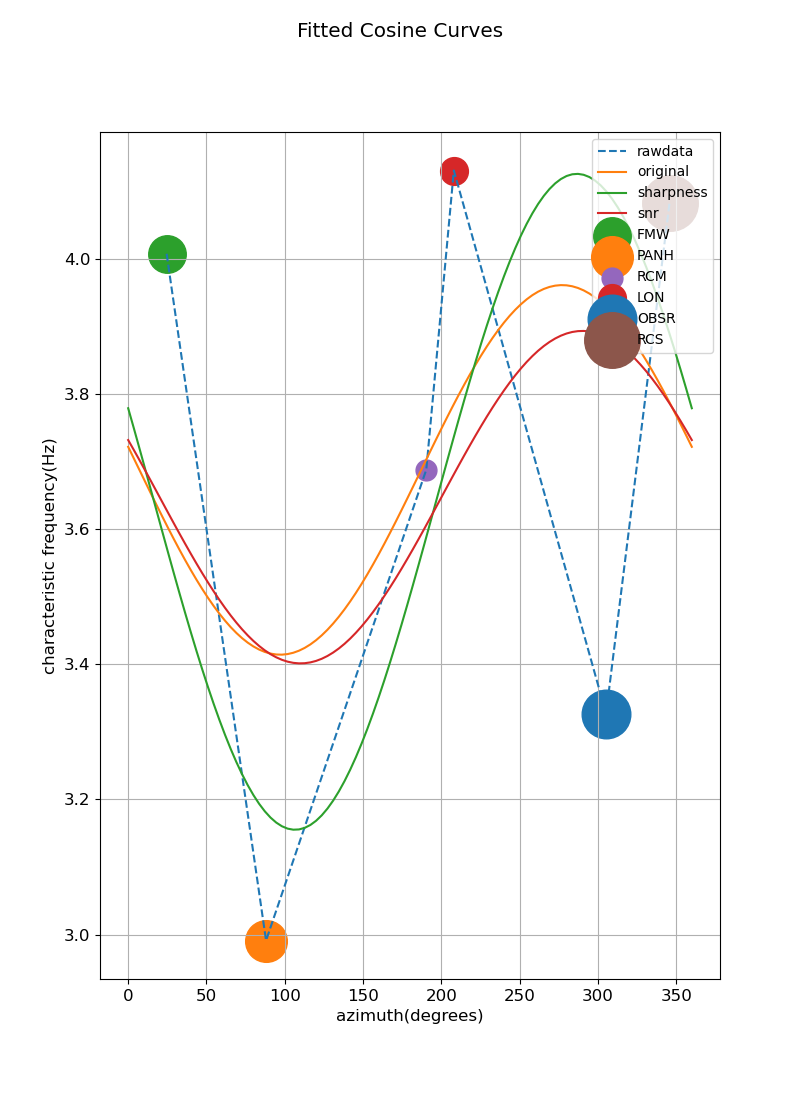 Fitted Cosine Curves
rawdata
original
sharpness
snr
FMW
PANH
RCM
LON
OBSR
RCS
characteristic frequency(Hz)
4.0
3.8
3.6
3.4
3.2
3.0
0 50 100 150 200 250 300 350
azimuth(degrees)